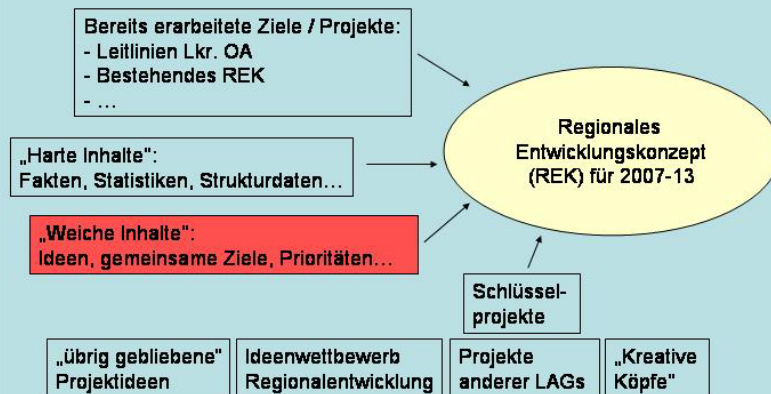 Bereits erarbeitete Ziele / Projekte:
- Leitlinien Lkr. OA
- Bestehendes REK
- …
„Harte Inhalte":
Fakten, Statistiken, Strukturdaten…
„Weiche Inhalte":
Ideen, gemeinsame Ziele, Prioritäten…
Regionales
Entwicklungskonzept
(REK) für 2007-13
Schlüssel-
projekte
„übrig gebliebene"
Projektideen
Ideenwettbewerb
Regionalentwicklung
Projekte
anderer LAGs
„Kreative
Köpfe"